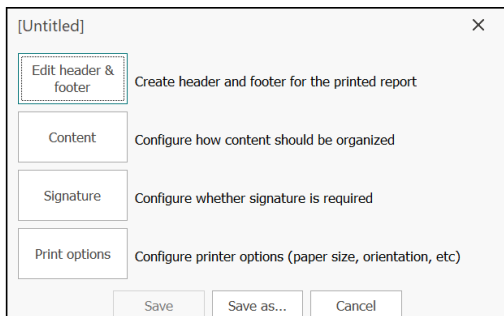 [Untitled]
Edit header &
footer
Create header and footer for the printed report
Content
Configure how content should be organized
Signature
Configure whether signature is required
Print options
Configure printer options (paper size, orientation, etc)
Save
Save as...
Cancel